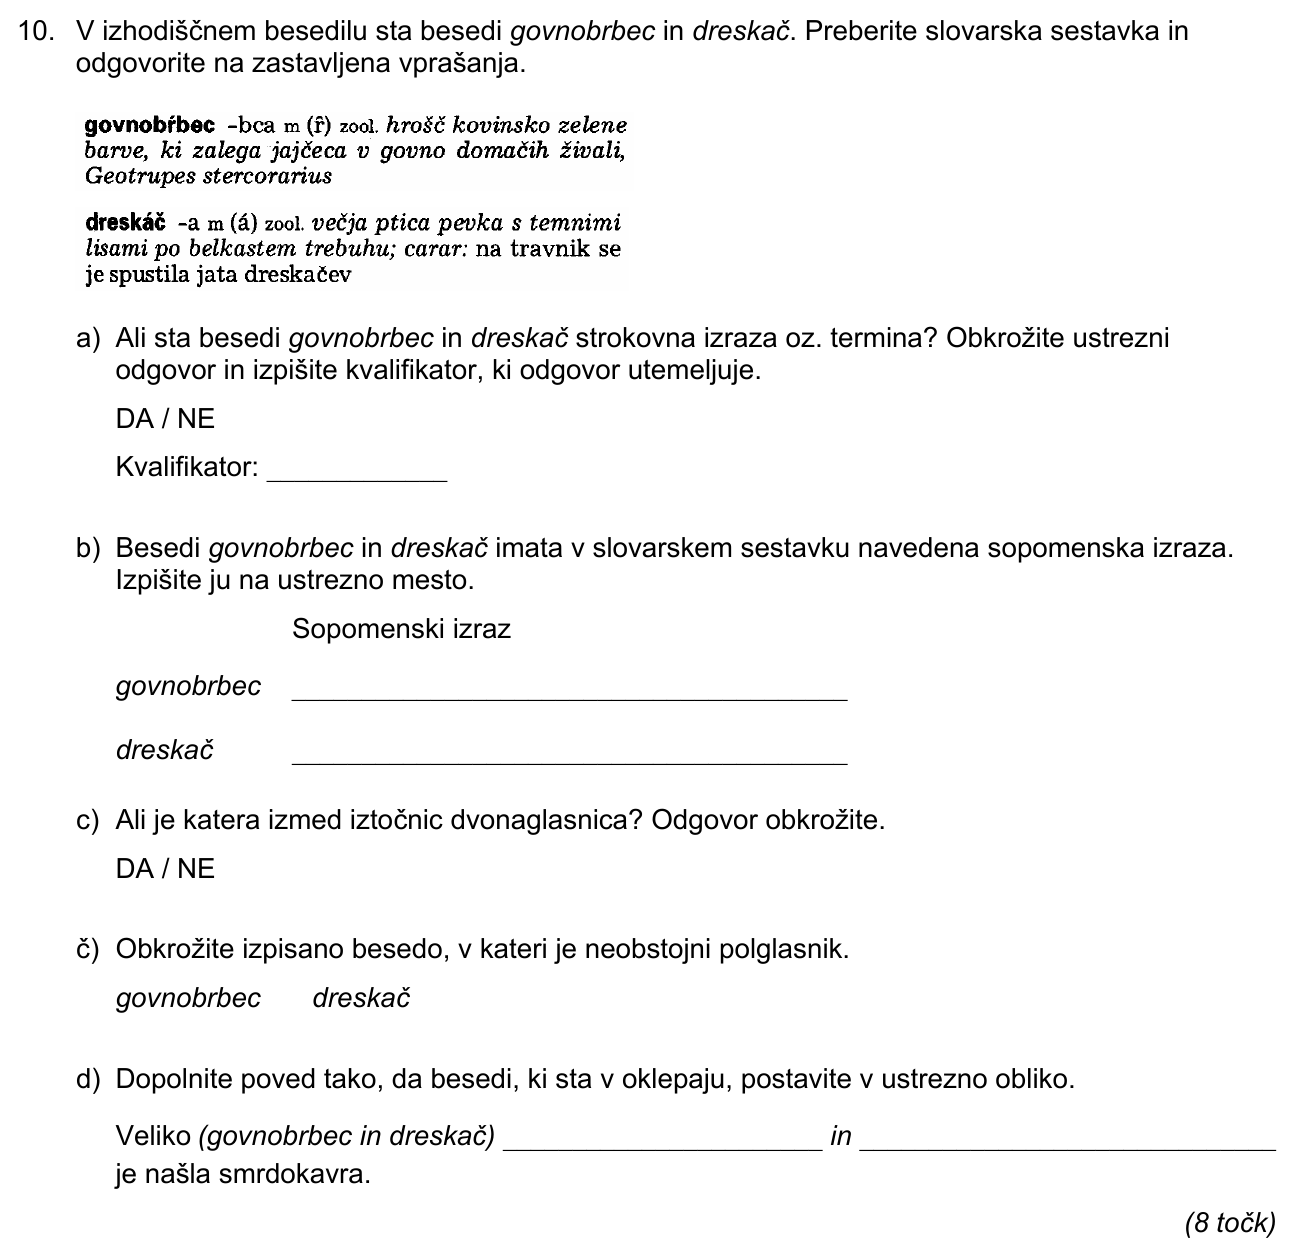 10. V izhodiščnem besedilu sta besedi govnobrbec in dreskač. Preberite slovarska sestavka in
odgovorite na zastavljena vprašanja.
govnobŕbec -bca m (r̂) zool. hrošč kovinsko zelene
barve, ki zalega jajčeca v govno domačih živali,
Geotrupes stercorarius
dreskáč -a m (á) zool. večja ptica pevka s temnimi
lisami po belkastem trebuhu; carar: na travnik se
je spustila jata dreskačev
a) Ali sta besedi govnobrbec in dreskač strokovna izraza oz. termina? Obkrožite ustrezni
odgovor in izpišite kvalifikator, ki odgovor utemeljuje.
DA / NE
Kvalifikator: ____________
b) Besedi govnobrbec in dreskač imata v slovarskem sestavku navedena sopomenska izraza.
Izpišite ju na ustrezno mesto.
Sopomenski izraz
govnobrbec ____________
dreskač ____________
c) Ali je katera izmed iztočnic dvonaglasnica? Odgovor obkrožite.
DA / NE
č) Obkrožite izpisano besedo, v kateri je neobstojni polglasnik.
govnobrbec dreskač
d) Dopolnite poved tako, da besedi, ki sta v oklepaju, postavite v ustrezno obliko.
Veliko (govnobrbec in dreskač) ____________ in ____________
je našla smrdokavra.
(8 točk)